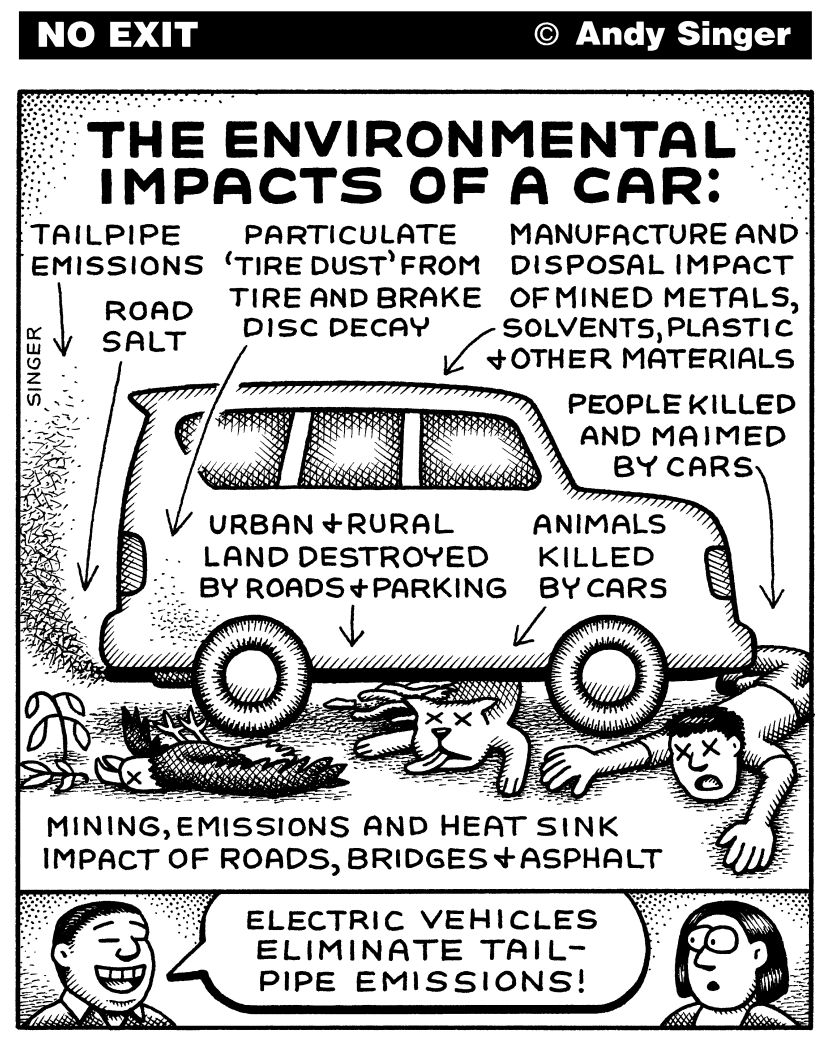 NO EXIT
© Andy Singer
THE ENVIRONMENTAL
IMPACTS OF A CAR:
TAILPIPE
EMISSIONS
ROAD
SALT
PARTICULATE
'TIRE DUST' FROM
TIRE AND BRAKE
DISC DECAY
MANUFACTURE AND
DISPOSAL IMPACT
OF MINED METALS,
SOLVENTS, PLASTIC
+ OTHER MATERIALS
SINGER
PEOPLE KILLED
AND MAIMED
BY CARS
URBAN + RURAL
LAND DESTROYED
BY ROADS + PARKING
ANIMALS
KILLED
BY CARS
MINING, EMISSIONS AND HEAT SINK
IMPACT OF ROADS, BRIDGES + ASPHALT
ELECTRIC VEHICLES
ELIMINATE TAIL-
PIPE EMISSIONS!